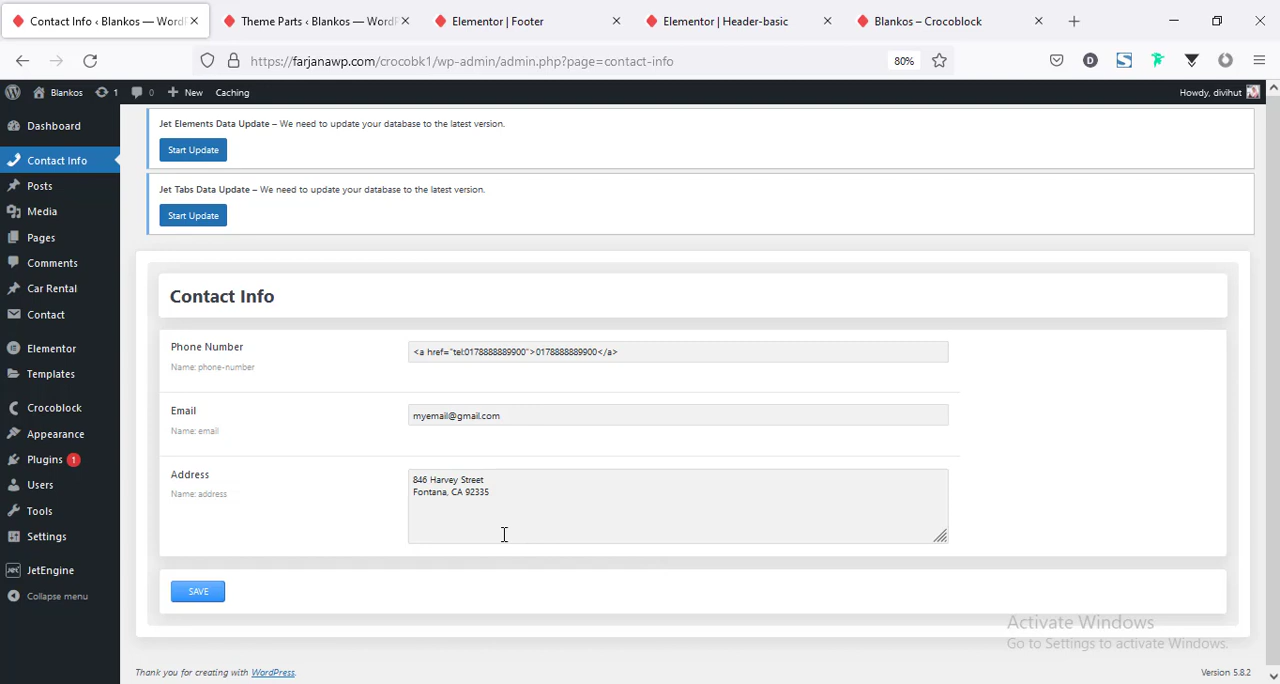 Contact Info ‹ Blankos — WordP
Theme Parts ‹ Blankos — WordP
Elementor | Footer
Elementor | Header-basic
Blankos – Crocoblock
https://farjanawp.com/crocobk1/wp-admin/admin.php?page=contact-info
80%
Blankos
1
0
New
Caching
Howdy, divihut
Dashboard
Contact Info
Posts
Media
Pages
Comments
Car Rental
Contact
Elementor
Templates
Crocoblock
Appearance
Plugins 1
Users
Tools
Settings
JetEngine
Collapse menu
Jet Elements Data Update – We need to update your database to the latest version.
Start Update
Jet Tabs Data Update – We need to update your database to the latest version.
Start Update
Contact Info
Phone Number
Name: phone-number
<a href="tel:0178888889900">0178888889900</a>
Email
Name: email
myemail@gmail.com
Address
Name: address
846 Harvey Street
Fontana, CA 92335
SAVE
Activate Windows
Go to Settings to activate Windows.
Thank you for creating with WordPress.
Version 5.8.2